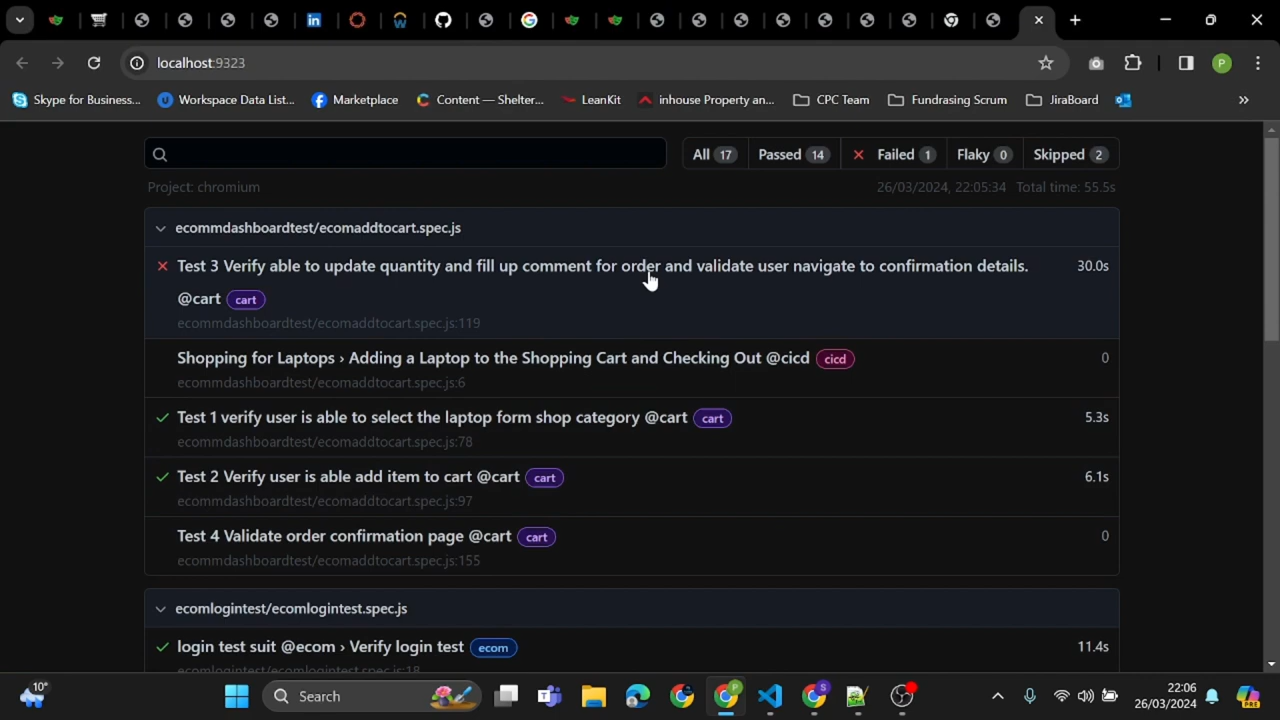 localhost:9323
Skype for Business...
Workspace Data List...
Marketplace
Content — Shelter...
LeanKit
inhouse Property an...
CPC Team
Fundrasing Scrum
JiraBoard
»
P
All 17
Passed 14
Failed 1
Flaky 0
Skipped 2
Project: chromium
26/03/2024, 22:05:34 Total time: 55.5s
ecommdashboardtest/ecomaddtocart.spec.js
Test 3 Verify able to update quantity and fill up comment for order and validate user navigate to confirmation details. 30.0s
@cart cart
ecommdashboardtest/ecomaddtocart.spec.js:119
Shopping for Laptops › Adding a Laptop to the Shopping Cart and Checking Out @cicd cicd 0
ecommdashboardtest/ecomaddtocart.spec.js:6
Test 1 verify user is able to select the laptop form shop category @cart cart 5.3s
ecommdashboardtest/ecomaddtocart.spec.js:78
Test 2 Verify user is able add item to cart @cart cart 6.1s
ecommdashboardtest/ecomaddtocart.spec.js:97
Test 4 Validate order confirmation page @cart cart 0
ecommdashboardtest/ecomaddtocart.spec.js:155
ecomlogintest/ecomlogintest.spec.js
login test suit @ecom › Verify login test ecom 11.4s
ecomlogintest/ecomlogintest.spec.js:18
10°
Search
22:06
26/03/2024